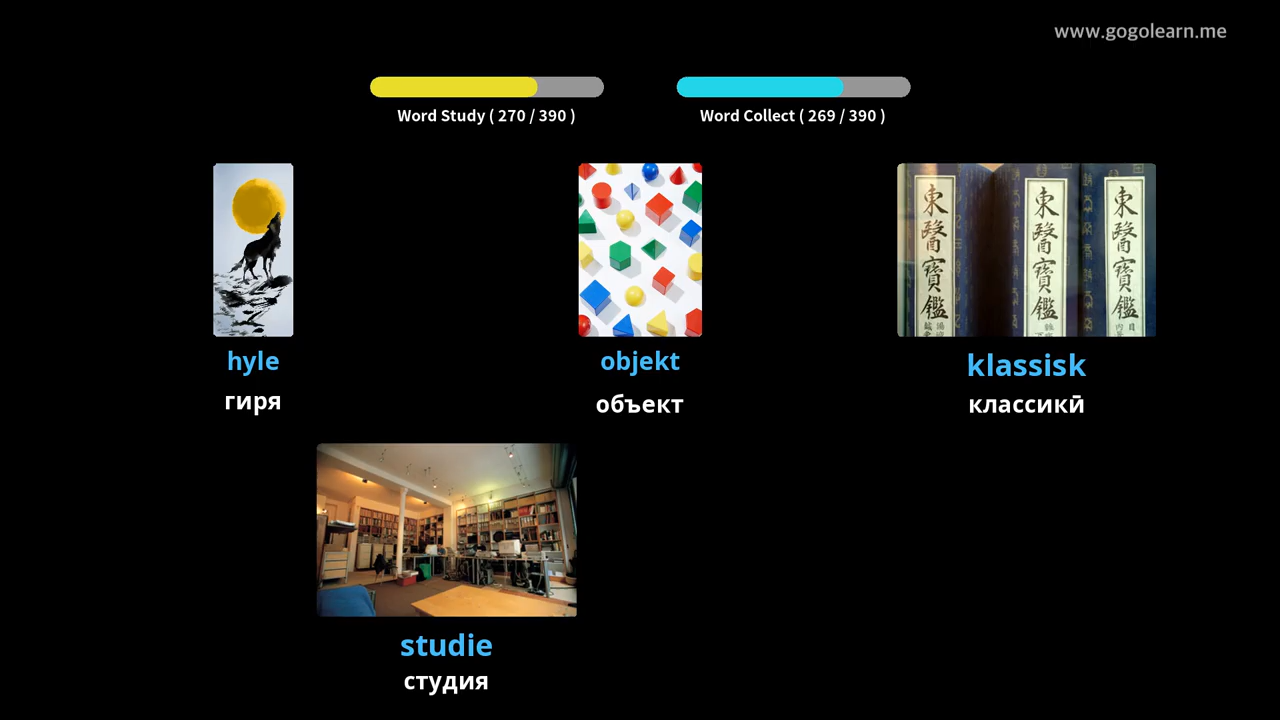 www.gogolearn.me
Word Study ( 270 / 390 )
Word Collect ( 269 / 390 )
東醫寶鑑
東醫寶鑑
東醫寶鑑
hyle
гиря
objekt
объект
klassisk
классикӣ
studie
студия